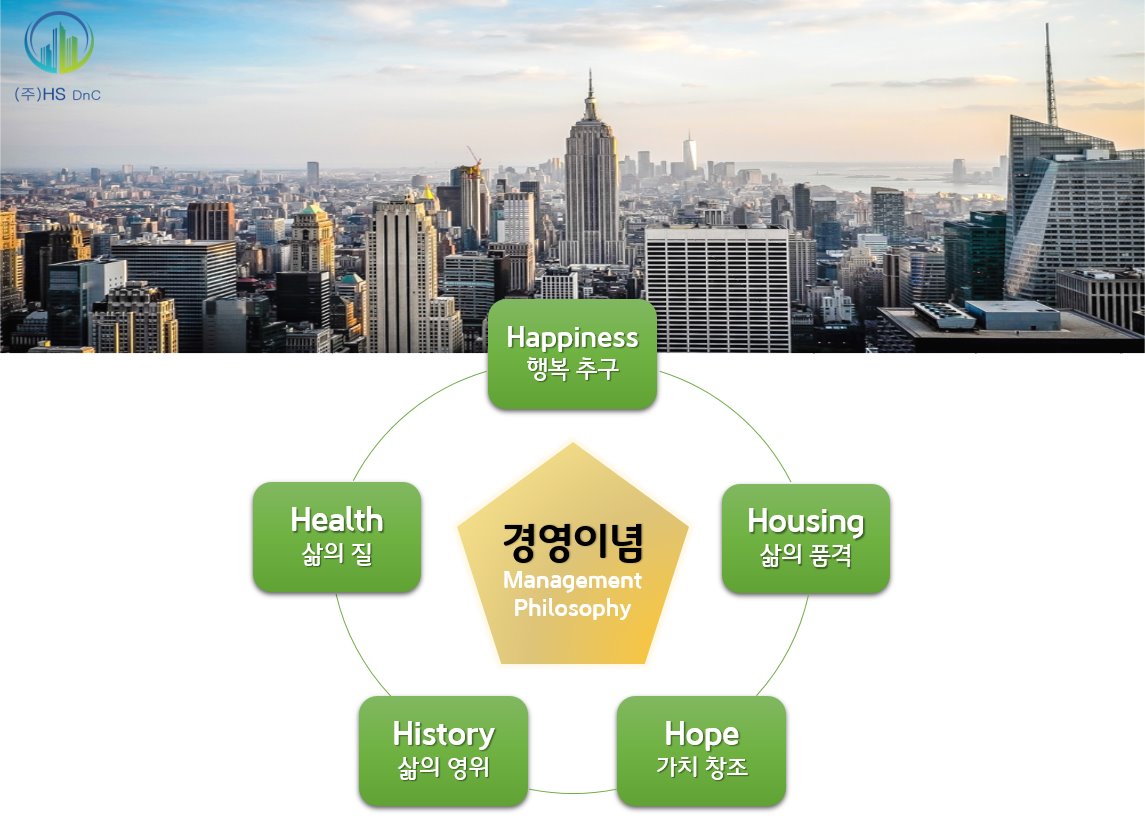 (주)HS DnC
Happiness
행복 추구
Health
삶의 질
Housing
삶의 품격
경영이념
Management
Philosophy
History
삶의 영위
Hope
가치 창조